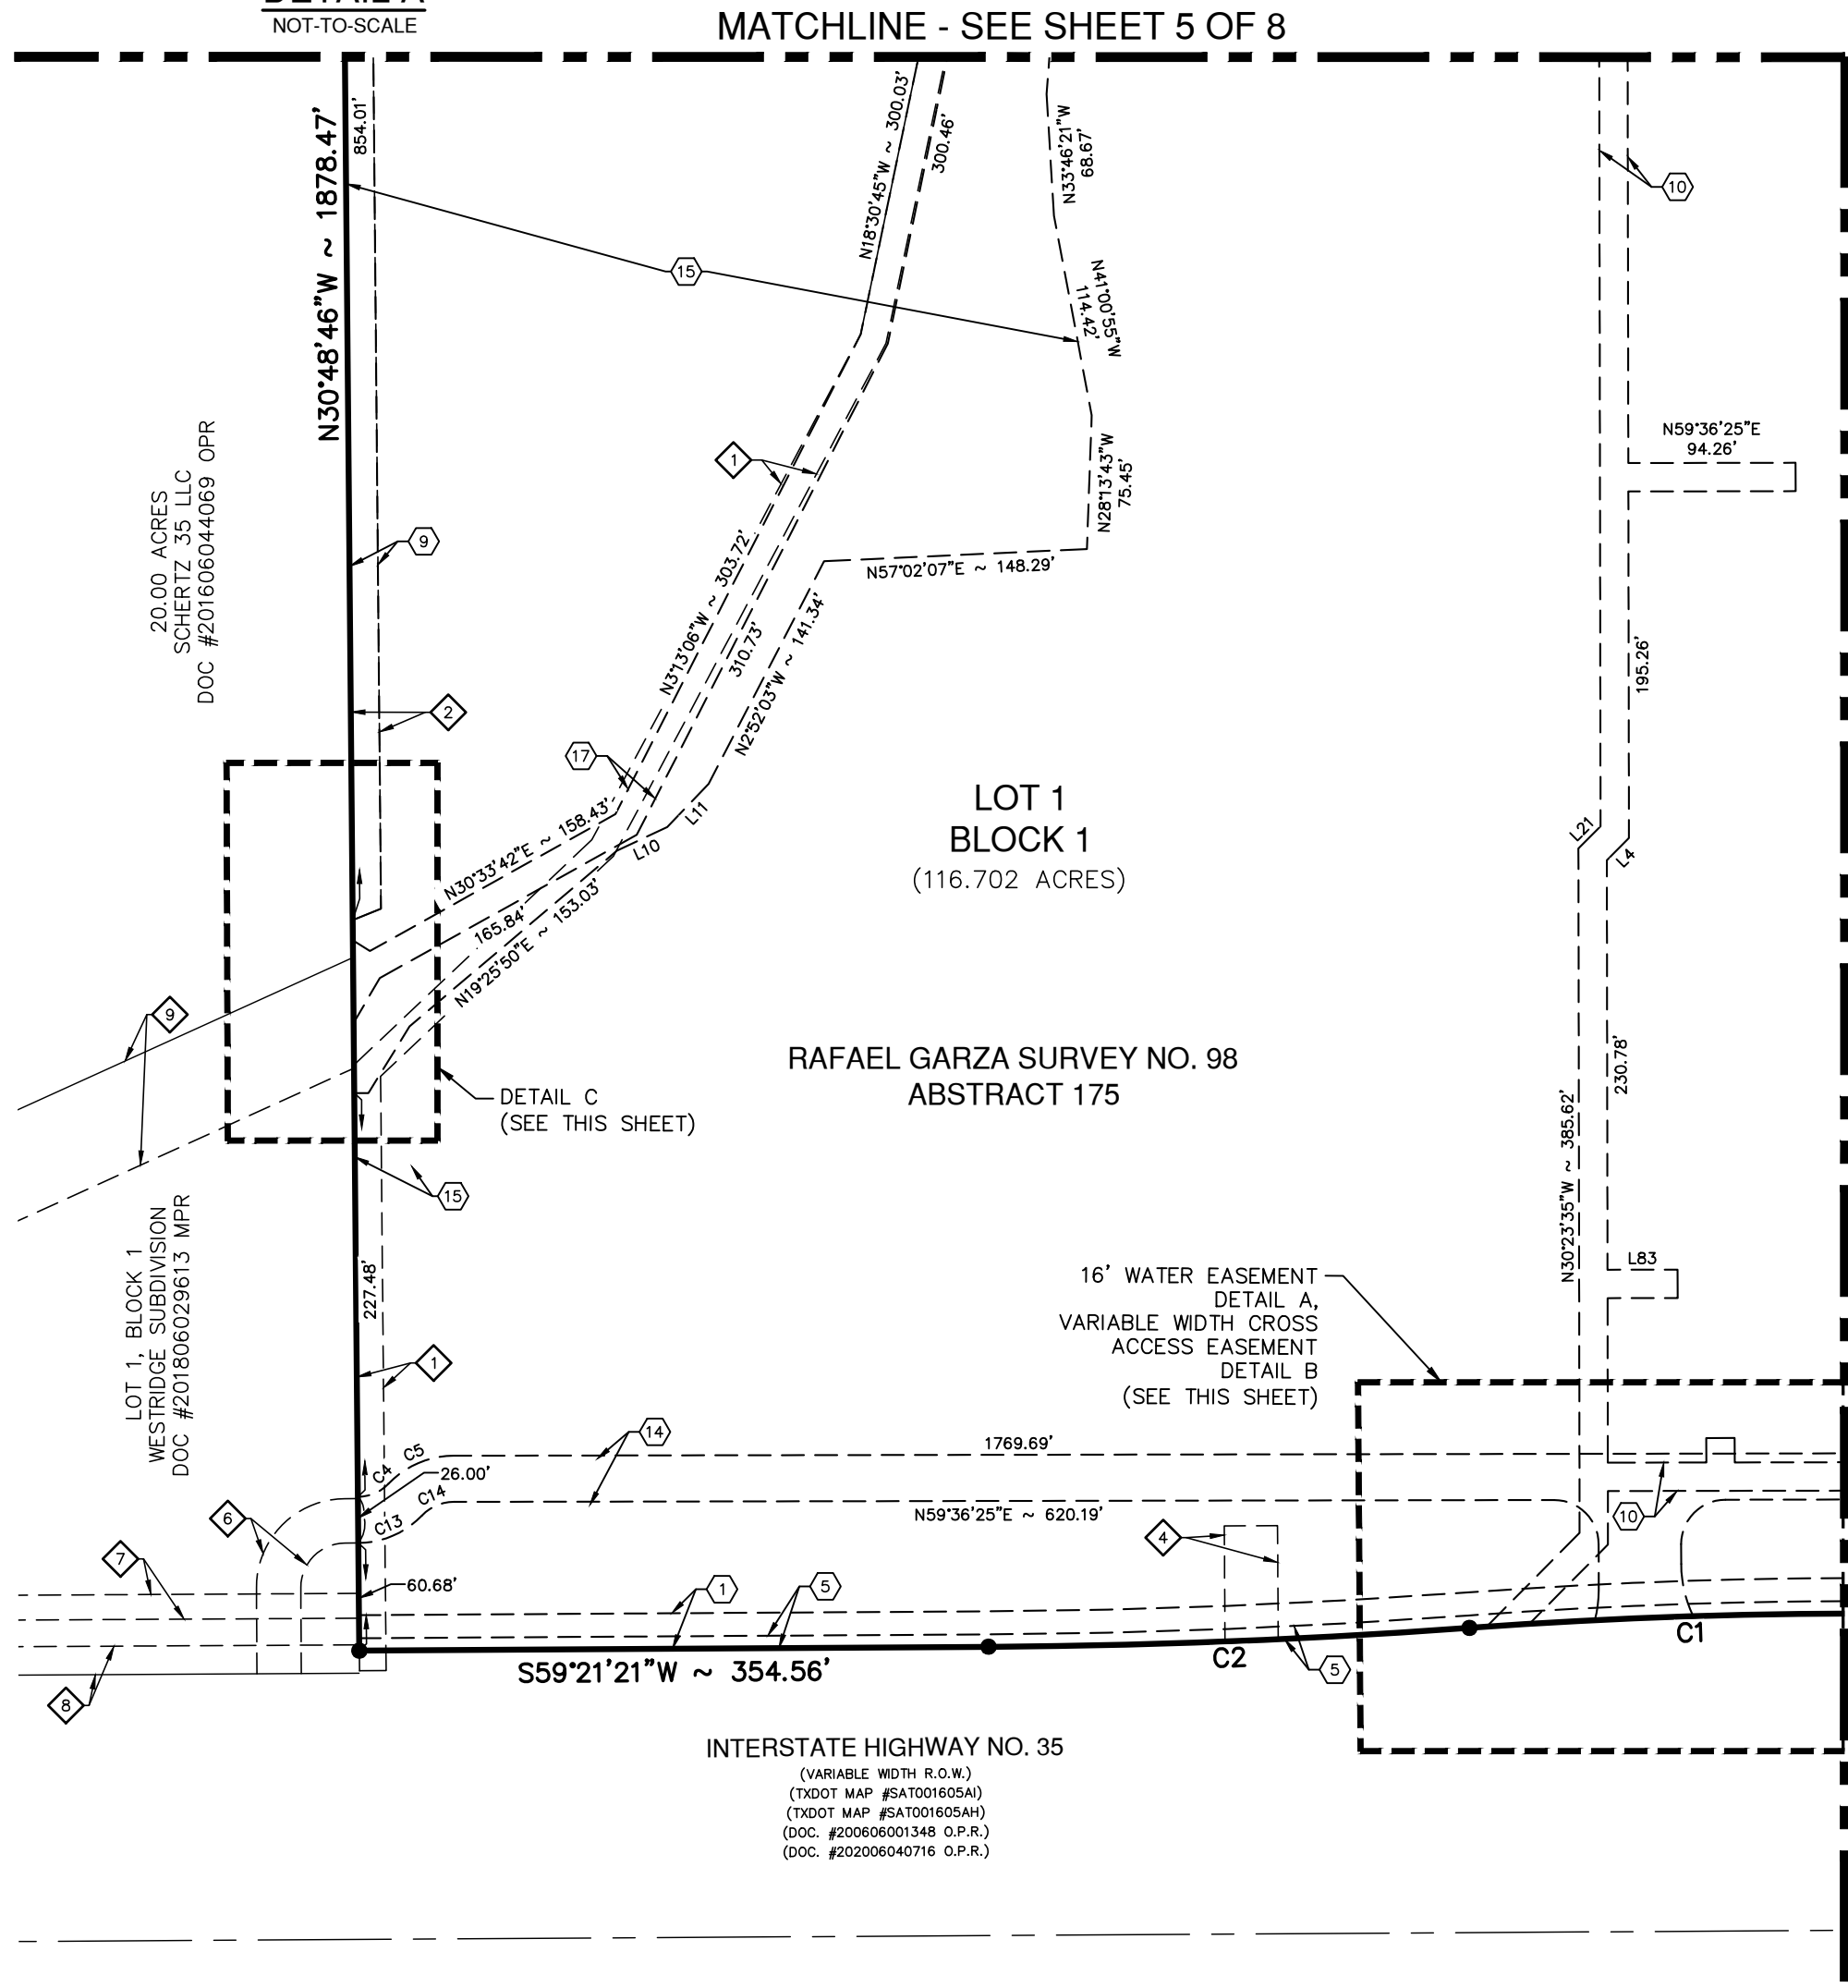 NOT-TO-SCALE
MATCHLINE - SEE SHEET 5 OF 8
N30°48'46"W ~ 1878.47'
854.01'
N18°30'45"W ~ 300.03'
300.46'
N33°46'21"W
68.67'
10
15
N41°00'55"W
114.42'
N59°36'25"E
94.26'
1
N28°13'43"W
75.45'
20.00 ACRES
SCHERTZ 35 LLC
DOC #201606044069 OPR
9
N57°02'07"E ~ 148.29'
N3°13'06"W ~ 303.72'
310.73'
N2°52'03"W ~ 141.34'
195.26'
2
17
L11
L10
LOT 1
BLOCK 1
(116.702 ACRES)
L21
L4
N30°33'42"E ~ 158.43'
165.84'
N19°25'50"E ~ 153.03'
9
RAFAEL GARZA SURVEY NO. 98
ABSTRACT 175
DETAIL C
(SEE THIS SHEET)
230.78'
N30°23'35"W ~ 385.62'
15
LOT 1, BLOCK 1
WESTRIDGE SUBDIVISION
DOC #201806029613 MPR
227.48'
L83
16' WATER EASEMENT
DETAIL A,
VARIABLE WIDTH CROSS
ACCESS EASEMENT
DETAIL B
(SEE THIS SHEET)
1
14
1769.69'
C4
C5
26.00'
C14
C13
6
N59°36'25"E ~ 620.19'
10
4
7
60.68'
1
5
C1
C2
S59°21'21"W ~ 354.56'
5
8
INTERSTATE HIGHWAY NO. 35
(VARIABLE WIDTH R.O.W.)
(TXDOT MAP #SAT001605AI)
(TXDOT MAP #SAT001605AH)
(DOC. #200606001348 O.P.R.)
(DOC. #202006040716 O.P.R.)